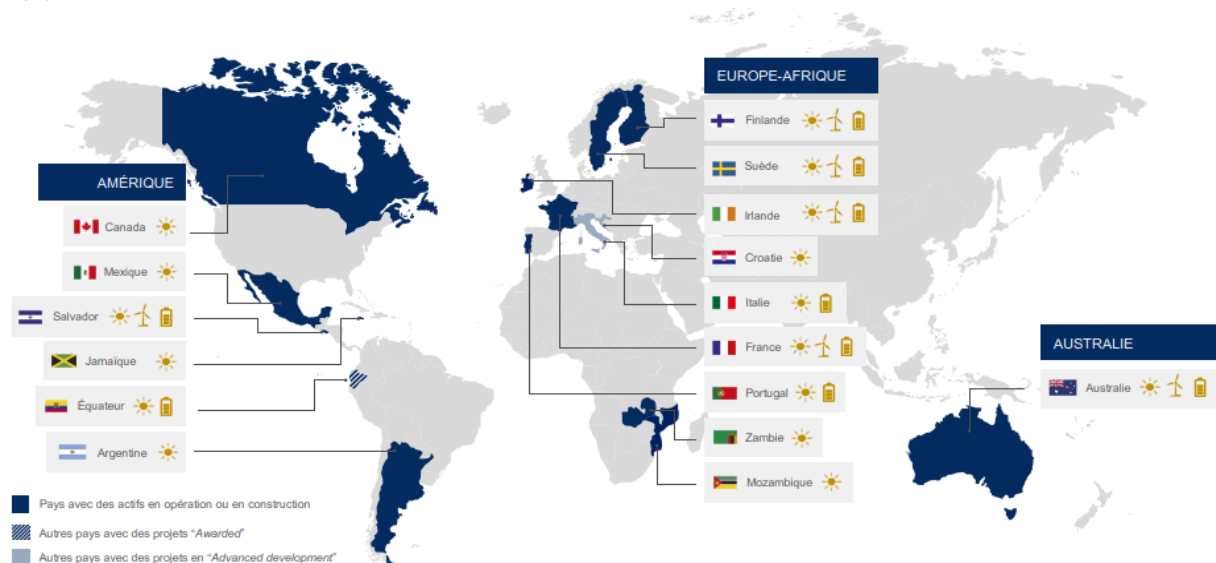 AMÉRIQUE
Canada
Mexique
Salvador
Jamaïque
Équateur
Argentine
Pays avec des actifs en opération ou en construction
Autres pays avec des projets “Awarded”
Autres pays avec des projets en “Advanced development”
EUROPE-AFRIQUE
Finlande
Suède
Irlande
Croatie
Italie
France
Portugal
Zambie
Mozambique
AUSTRALIE
Australie